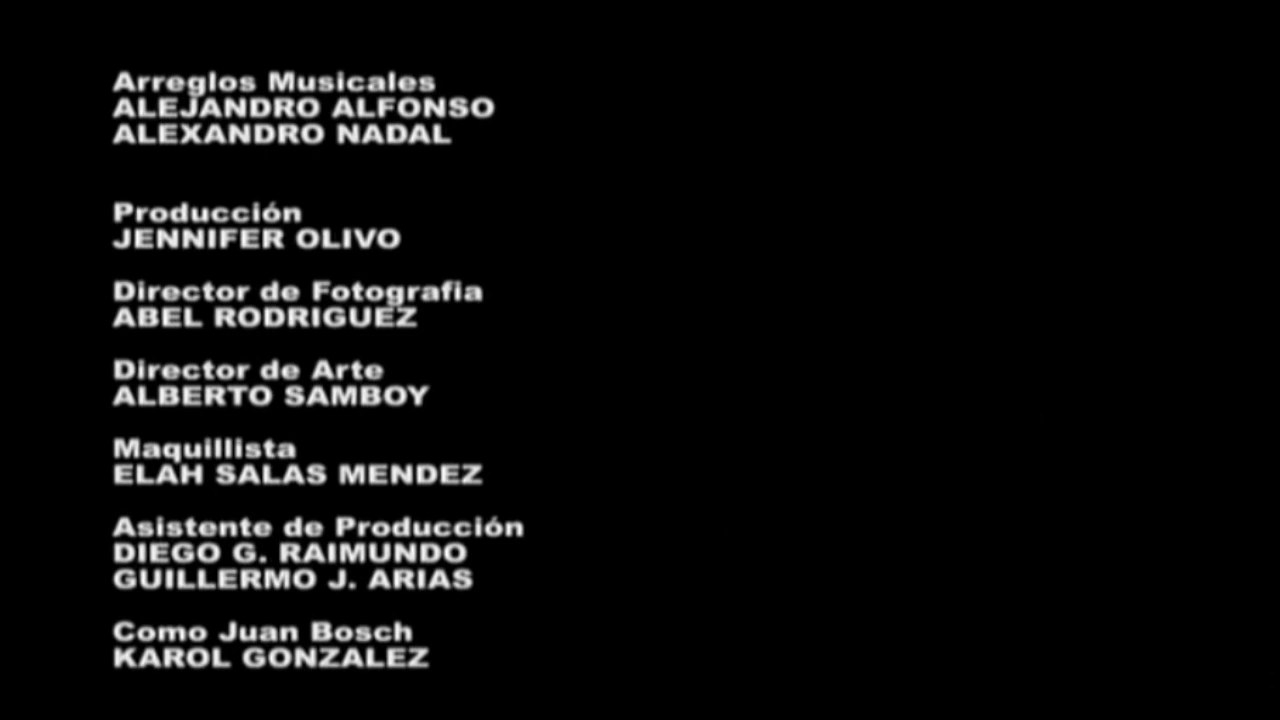 Arreglos Musicales
ALEJANDRO ALFONSO
ALEXANDRO NADAL
Producción
JENNIFER OLIVO
Director de Fotografia
ABEL RODRIGUEZ
Director de Arte
ALBERTO SAMBOY
Maquillista
ELAH SALAS MENDEZ
Asistente de Producción
DIEGO G. RAIMUNDO
GUILLERMO J. ARIAS
Como Juan Bosch
KAROL GONZALEZ